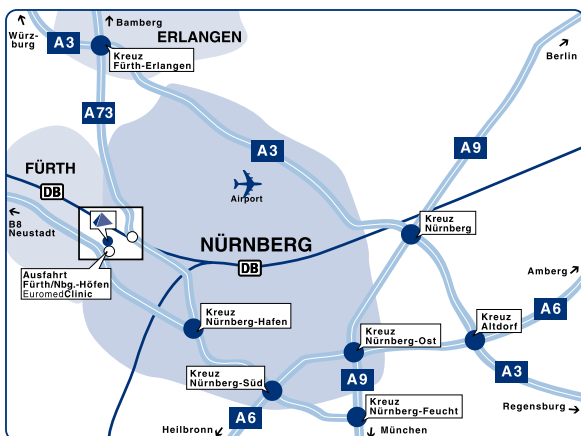 Würz-
burg
A3
Bamberg
ERLANGEN
Kreuz
Fürth-Erlangen
Berlin
A73
A3
A9
FÜRTH
DB
B8
Neustadt
Airport
Kreuz
Nürnberg
NÜRNBERG
DB
Ausfahrt
Fürth/Nbg.-Höfen
EuromedClinic
Amberg
Kreuz
Nürnberg-Hafen
Kreuz
Nürnberg-Ost
Kreuz
Altdorf
A6
Kreuz
Nürnberg-Süd
A9
A3
Kreuz
Nürnberg-Feucht
Regensburg
A6
Heilbronn
München